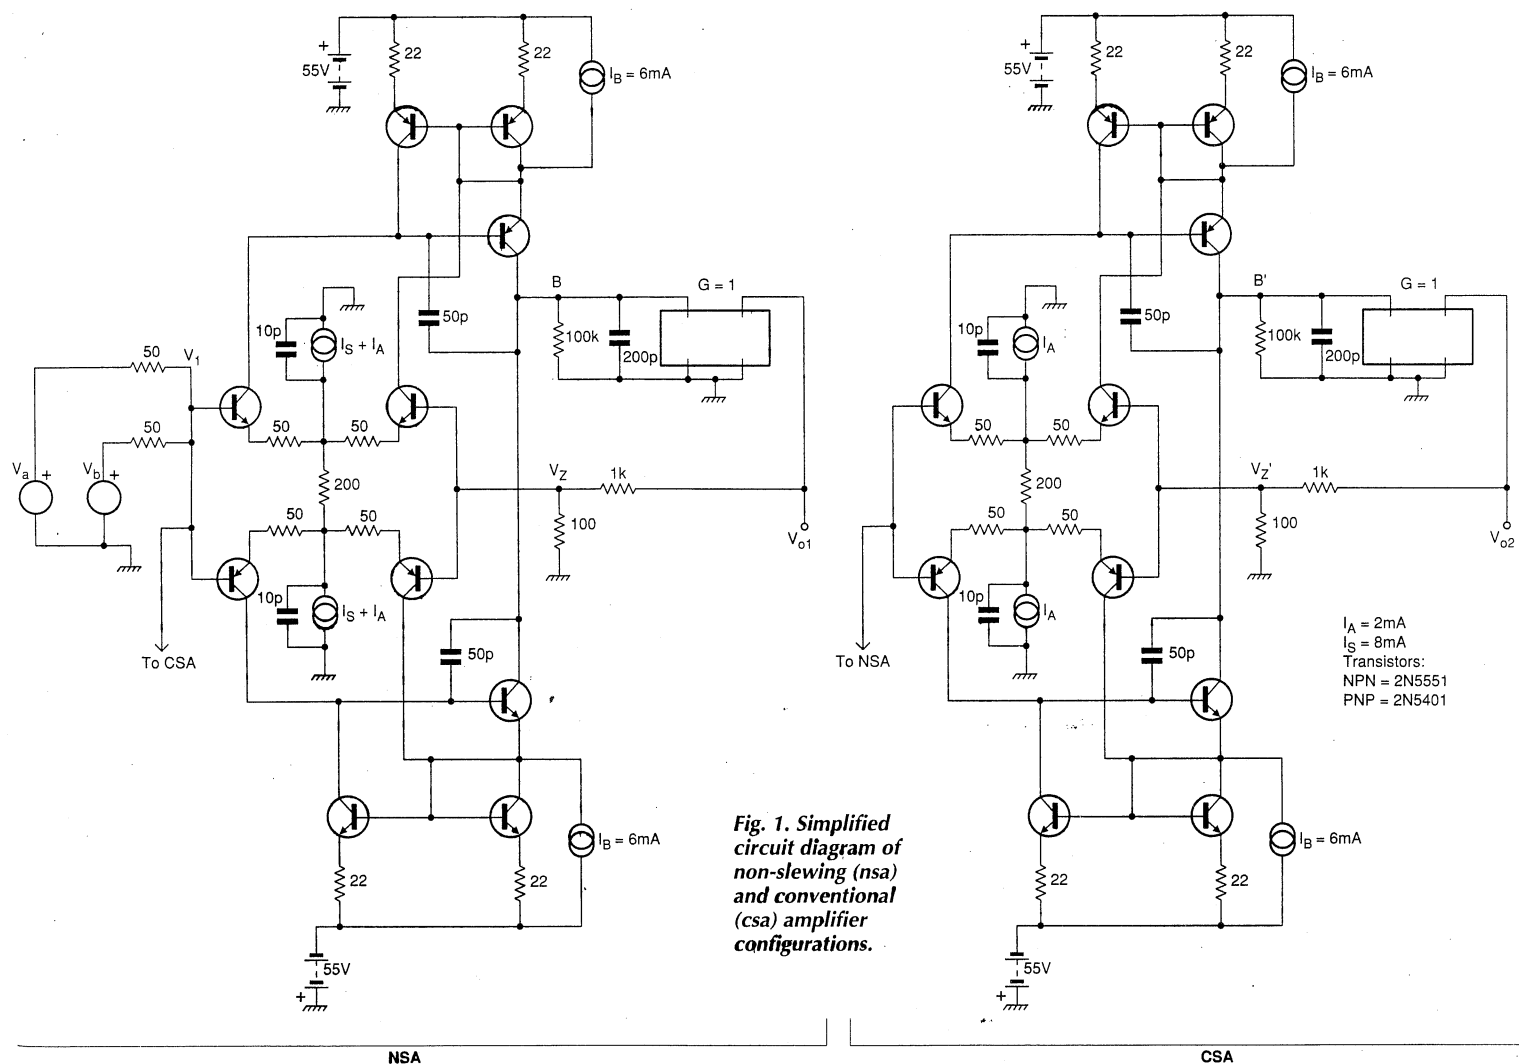 22
22
+
55V
I_B = 6mA
50p
B
G = 1
10p
I_S + I_A
100k
200p
50
V_1
50
V_a
+
V_b
+
50
50
200
50
50
V_Z
1k
100
V_o1
10p
I_S + I_A
To CSA
50p
22
22
I_B = 6mA
55V
+
NSA
22
22
+
55V
I_B = 6mA
50p
B'
G = 1
10p
I_A
100k
200p
50
50
200
50
50
V_Z'
1k
100
V_o2
10p
I_A
To NSA
50p
22
22
I_B = 6mA
55V
+
I_A = 2mA
I_S = 8mA
Transistors:
NPN = 2N5551
PNP = 2N5401
Fig. 1. Simplified
circuit diagram of
non-slewing (nsa)
and conventional
(csa) amplifier
configurations.
CSA